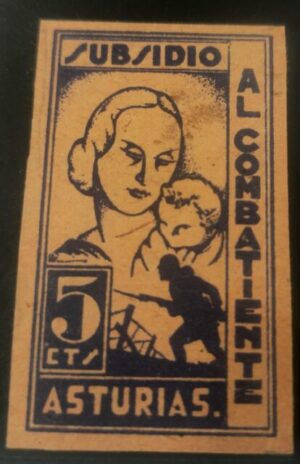 SUBSIDIO
AL COMBATIENTE
5
CTS
ASTURIAS.